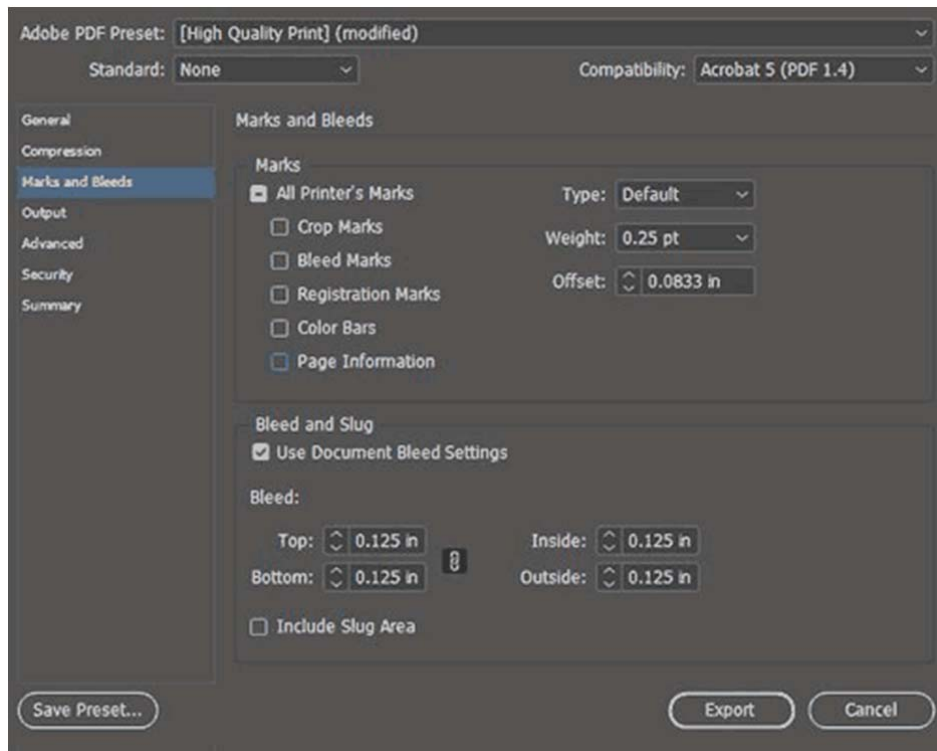 Adobe PDF Preset: [High Quality Print] (modified)
Standard: None Compatibility: Acrobat 5 (PDF 1.4)
General
Compression
Marks and Bleeds
Output
Advanced
Security
Summary
Marks and Bleeds
Marks
All Printer's Marks
Crop Marks
Bleed Marks
Registration Marks
Color Bars
Page Information
Type: Default
Weight: 0.25 pt
Offset: 0.0833 in
Bleed and Slug
Use Document Bleed Settings
Bleed:
Top: 0.125 in Inside: 0.125 in
Bottom: 0.125 in Outside: 0.125 in
Include Slug Area
Save Preset... Export Cancel